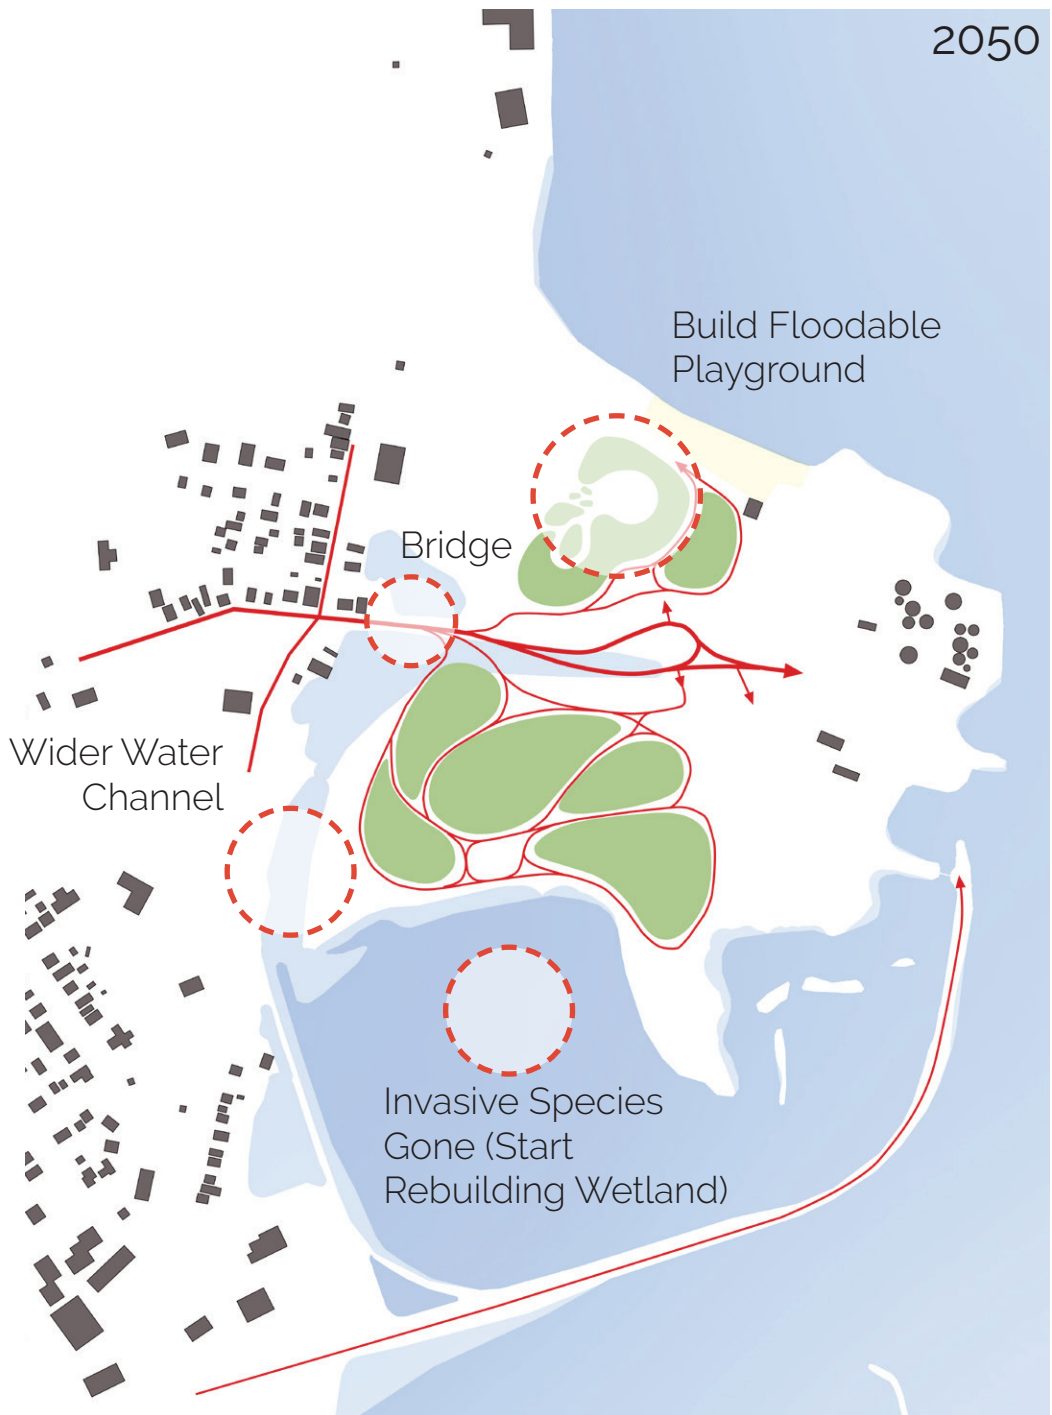 2050
Build Floodable
Playground
Bridge
Wider Water
Channel
Invasive Species
Gone (Start
Rebuilding Wetland)